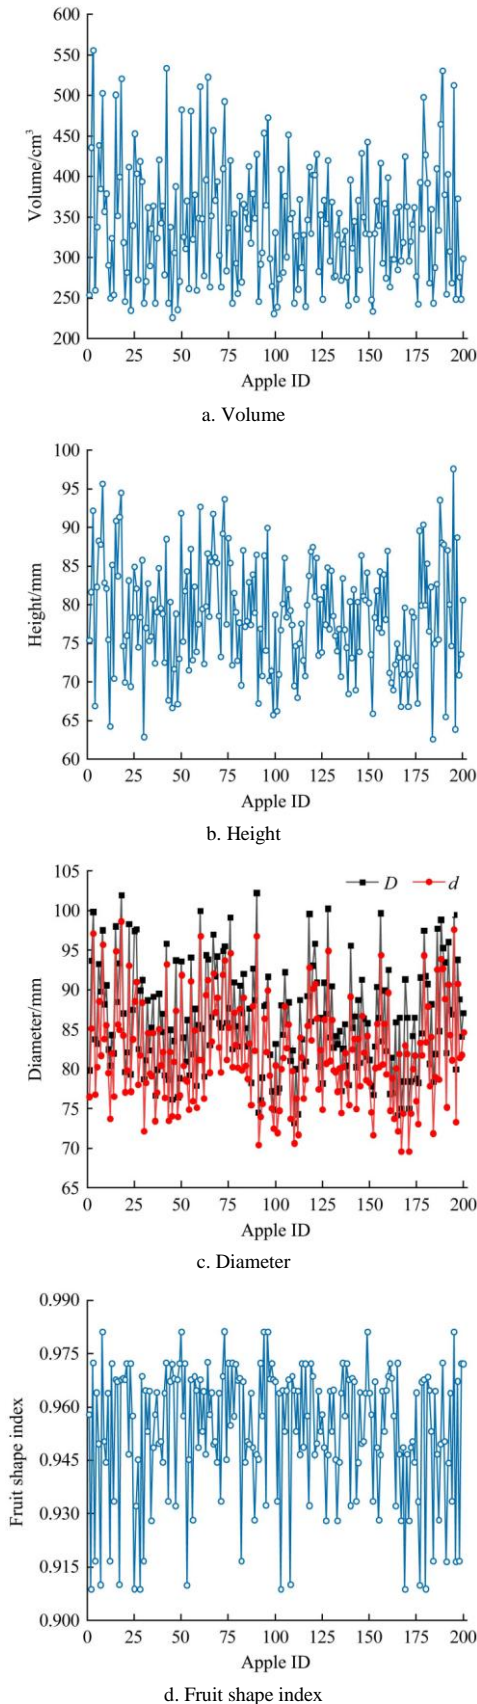 600
550
500
450
400
350
300
250
200
Volume/cm³
0 25 50 75 100 125 150 175 200
Apple ID
a. Volume
100
95
90
85
80
75
70
65
60
Height/mm
0 25 50 75 100 125 150 175 200
Apple ID
b. Height
105
100
95
90
85
80
75
70
65
Diameter/mm
D d
0 25 50 75 100 125 150 175 200
Apple ID
c. Diameter
0.990
0.975
0.960
0.945
0.930
0.915
0.900
Fruit shape index
0 25 50 75 100 125 150 175 200
Apple ID
d. Fruit shape index